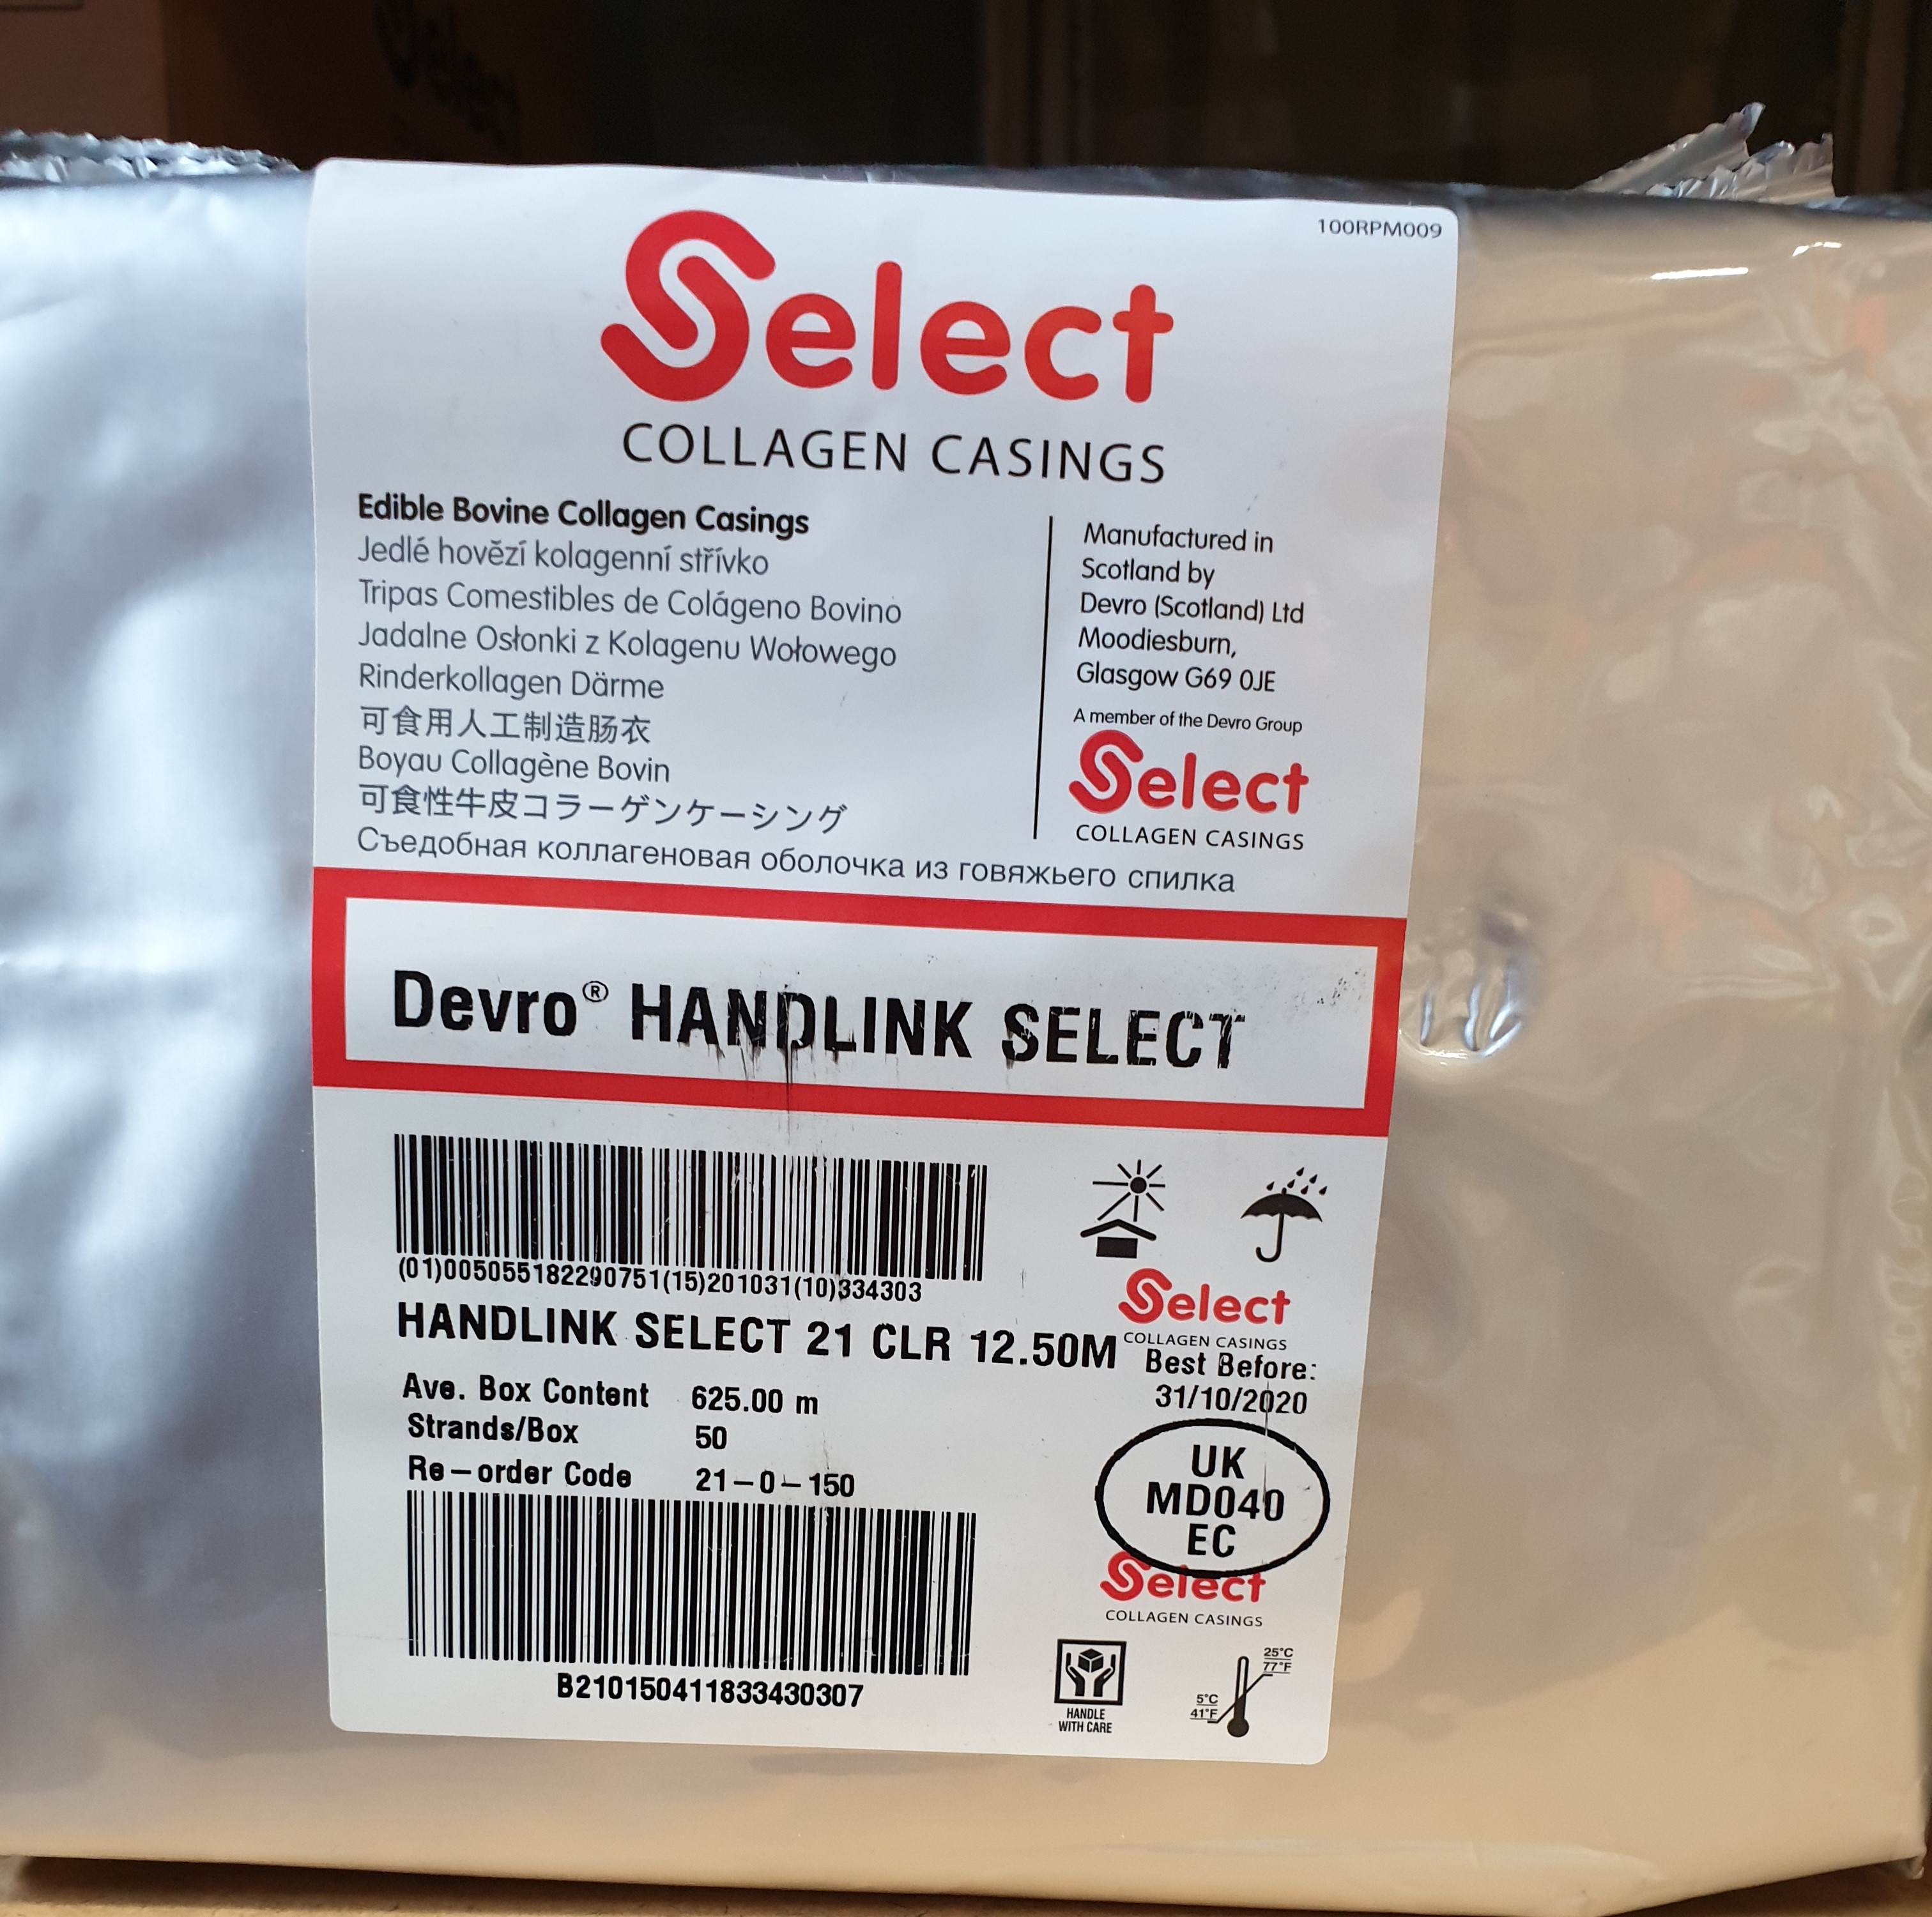 100RPM009
Select
COLLAGEN CASINGS
Edible Bovine Collagen Casings
Jedlé hovězí kolagenní střívko
Tripas Comestibles de Colágeno Bovino
Jadalne Osłonki z Kolagenu Wołowego
Rinderkollagen Därme
可食用人工制造肠衣
Boyau Collagène Bovin
可食性牛皮コラーゲンケーシング
Съедобная коллагеновая оболочка из говяжьего спилка
Manufactured in
Scotland by
Devro (Scotland) Ltd
Moodiesburn,
Glasgow G69 0JE
A member of the Devro Group
Select
COLLAGEN CASINGS
Devro® HANDLINK SELECT
(01)00505518229​0751(15)201031(10)334303
HANDLINK SELECT 21 CLR 12.50M
Select
COLLAGEN CASINGS
Best Before:
31/10/2020
Ave. Box Content 625.00 m
Strands/Box 50
Re-order Code 21-0-150
UK
MD040
EC
Select
COLLAGEN CASINGS
B210150411833430307
HANDLE
WITH CARE
25°C
77°F
5°C
41°F